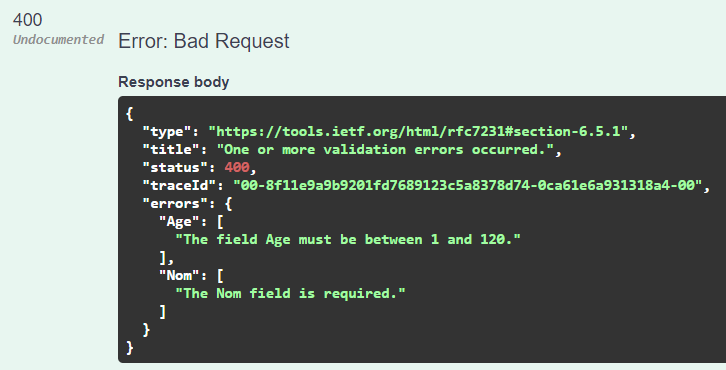 400
Undocumented
Error: Bad Request
Response body
{
  "type": "https://tools.ietf.org/html/rfc7231#section-6.5.1",
  "title": "One or more validation errors occurred.",
  "status": 400,
  "traceId": "00-8f11e9a9b9201fd7689123c5a8378d74-0ca61e6a931318a4-00",
  "errors": {
    "Age": [
      "The field Age must be between 1 and 120."
    ],
    "Nom": [
      "The Nom field is required."
    ]
  }
}